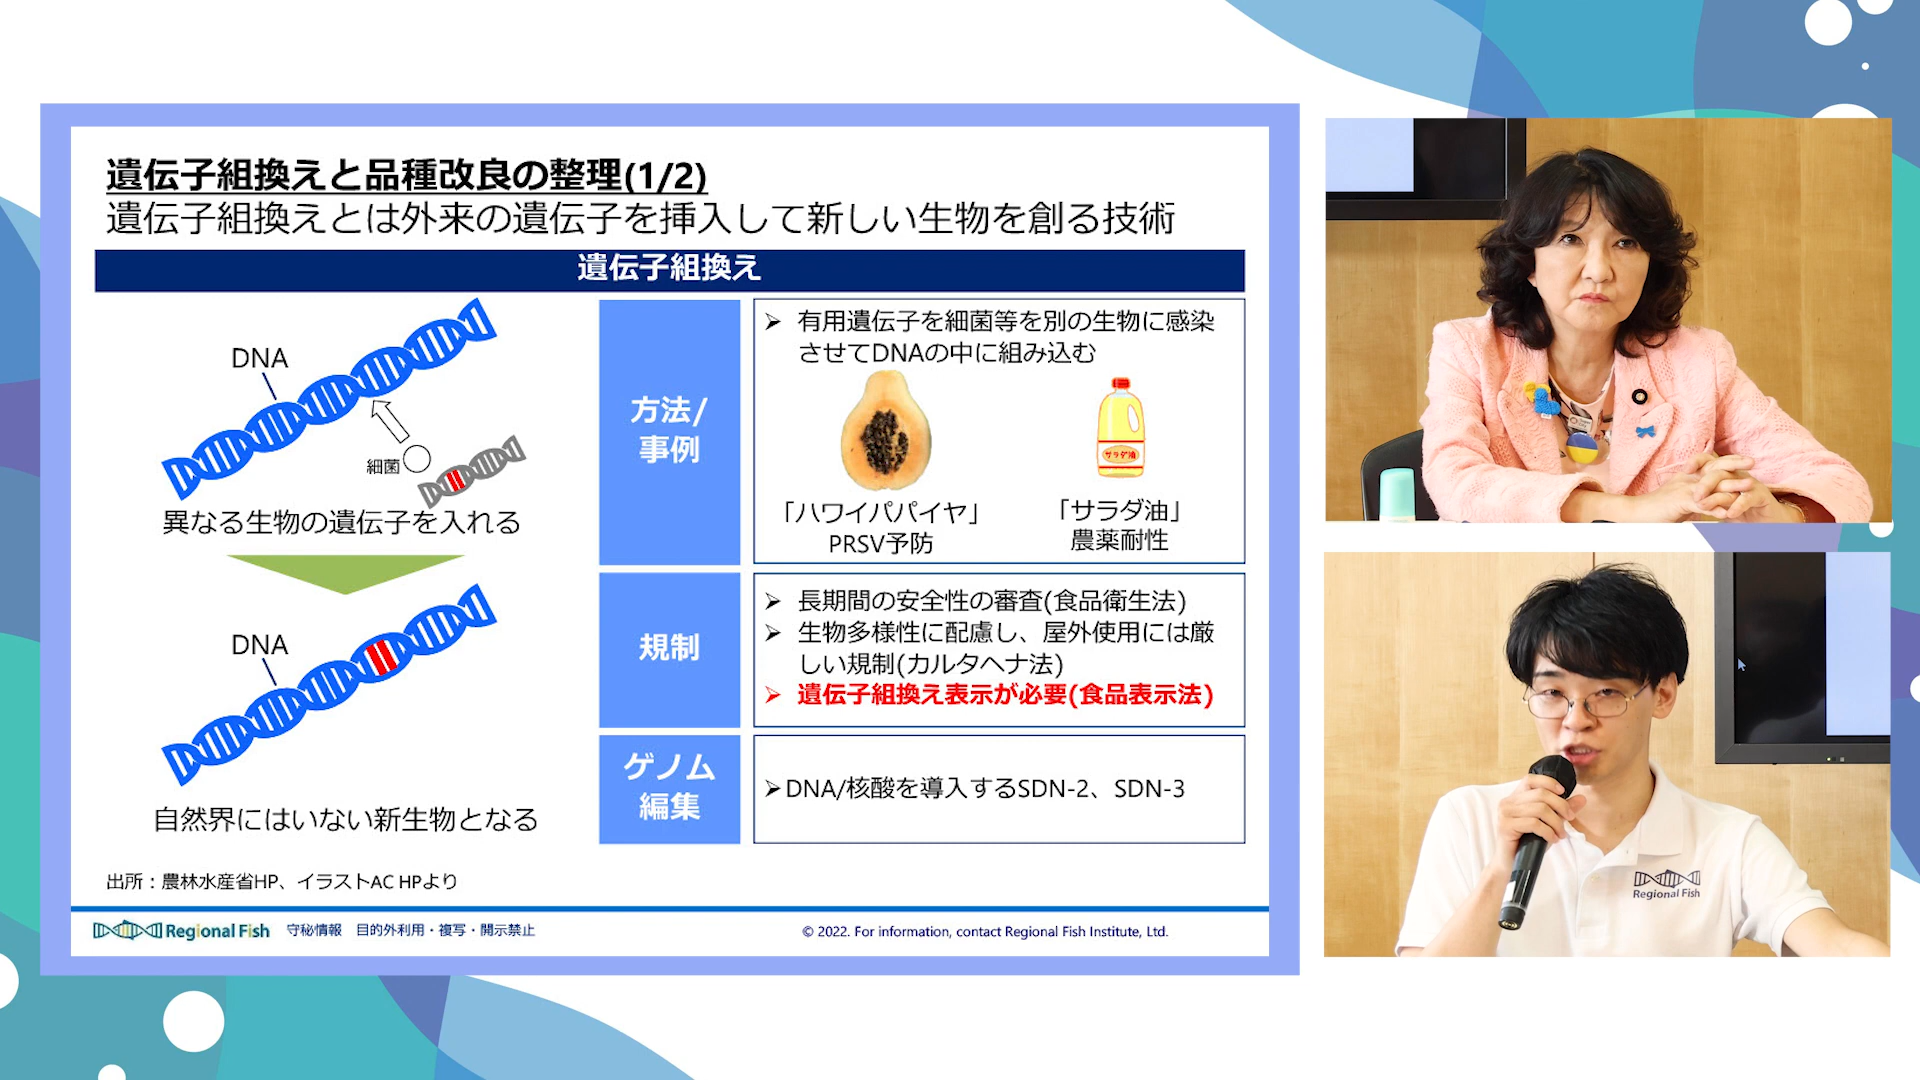 遺伝子組換えと品種改良の整理(1/2)
遺伝子組換えとは外来の遺伝子を挿入して新しい生物を創る技術
遺伝子組換え
DNA
細菌
異なる生物の遺伝子を入れる
DNA
自然界にはいない新生物となる
方法/
事例
➢ 有用遺伝子を細菌等を別の生物に感染
させてDNAの中に組み込む
サラダ油
「ハワイパパイヤ」
PRSV予防
「サラダ油」
農薬耐性
規制
➢ 長期間の安全性の審査(食品衛生法)
➢ 生物多様性に配慮し、屋外使用には厳
しい規制(カルタヘナ法)
➢ 遺伝子組換え表示が必要(食品表示法)
ゲノム
編集
➢DNA/核酸を導入するSDN-2、SDN-3
出所：農林水産省HP、イラストAC HPより
Regional Fish 守秘情報 目的外利用・複写・開示禁止
© 2022. For information, contact Regional Fish Institute, Ltd.
Regional Fish